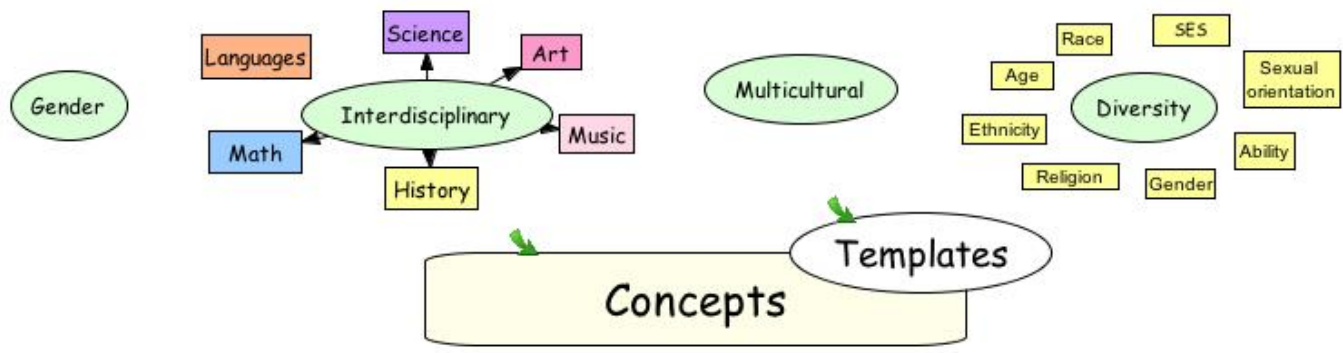 Gender
Languages
Science
Art
Interdisciplinary
Math
Music
History
Multicultural
Race
SES
Age
Sexual
orientation
Diversity
Ethnicity
Ability
Religion
Gender
Templates
Concepts